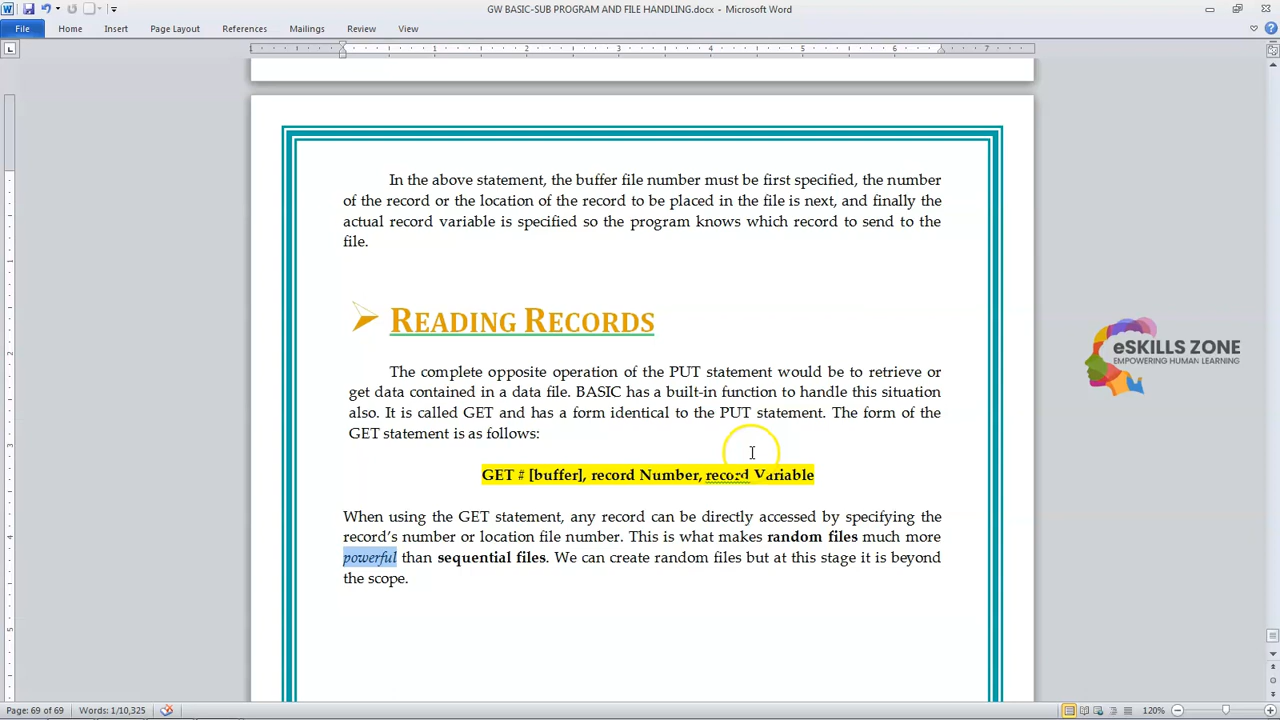 GW BASIC-SUB PROGRAM AND FILE HANDLING.docx - Microsoft Word
File Home Insert Page Layout References Mailings Review View
1 2 3 4 5 6 7
In the above statement, the buffer file number must be first specified, the number
of the record or the location of the record to be placed in the file is next, and finally the
actual record variable is specified so the program knows which record to send to the
file.
READING RECORDS
The complete opposite operation of the PUT statement would be to retrieve or
get data contained in a data file. BASIC has a built-in function to handle this situation
also. It is called GET and has a form identical to the PUT statement. The form of the
GET statement is as follows:
GET # [buffer], record Number, record Variable
When using the GET statement, any record can be directly accessed by specifying the
record's number or location file number. This is what makes random files much more
powerful than sequential files. We can create random files but at this stage it is beyond
the scope.
eSKILLS ZONE
EMPOWERING HUMAN LEARNING
Page: 69 of 69 Words: 1/10,325 120%